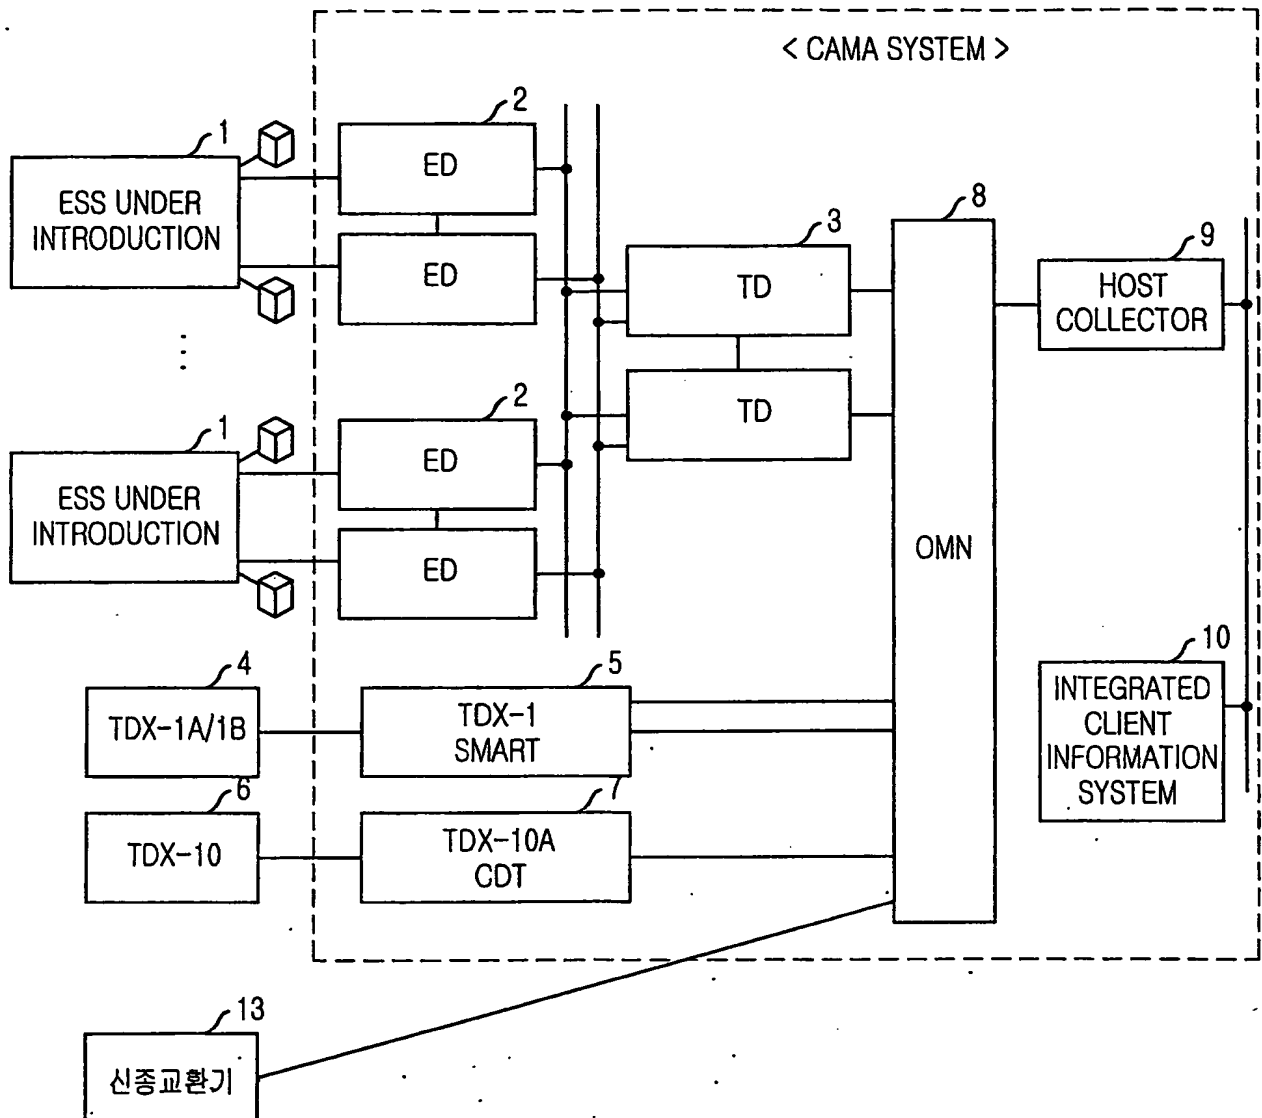 < CAMA SYSTEM >
1
ESS UNDER
INTRODUCTION
2
ED
ED
3
TD
TD
8
OMN
9
HOST
COLLECTOR
1
ESS UNDER
INTRODUCTION
2
ED
ED
4
TDX-1A/1B
5
TDX-1
SMART
10
INTEGRATED
CLIENT
INFORMATION
SYSTEM
6
TDX-10
7
TDX-10A
CDT
13
신종교환기